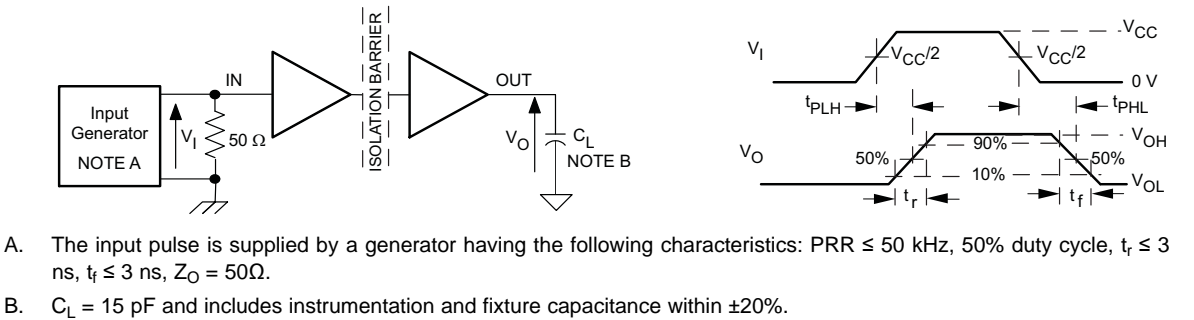 Input
Generator
NOTE A
V_I
IN
50 Ω
ISOLATION BARRIER
OUT
V_O
C_L
NOTE B
V_I
V_CC/2
V_CC/2
V_CC
0 V
t_PLH
t_PHL
V_O
50%
90%
10%
50%
V_OH
V_OL
t_r
t_f
A. The input pulse is supplied by a generator having the following characteristics: PRR ≤ 50 kHz, 50% duty cycle, t_r ≤ 3
ns, t_f ≤ 3 ns, Z_O = 50Ω.
B. C_L = 15 pF and includes instrumentation and fixture capacitance within ±20%.